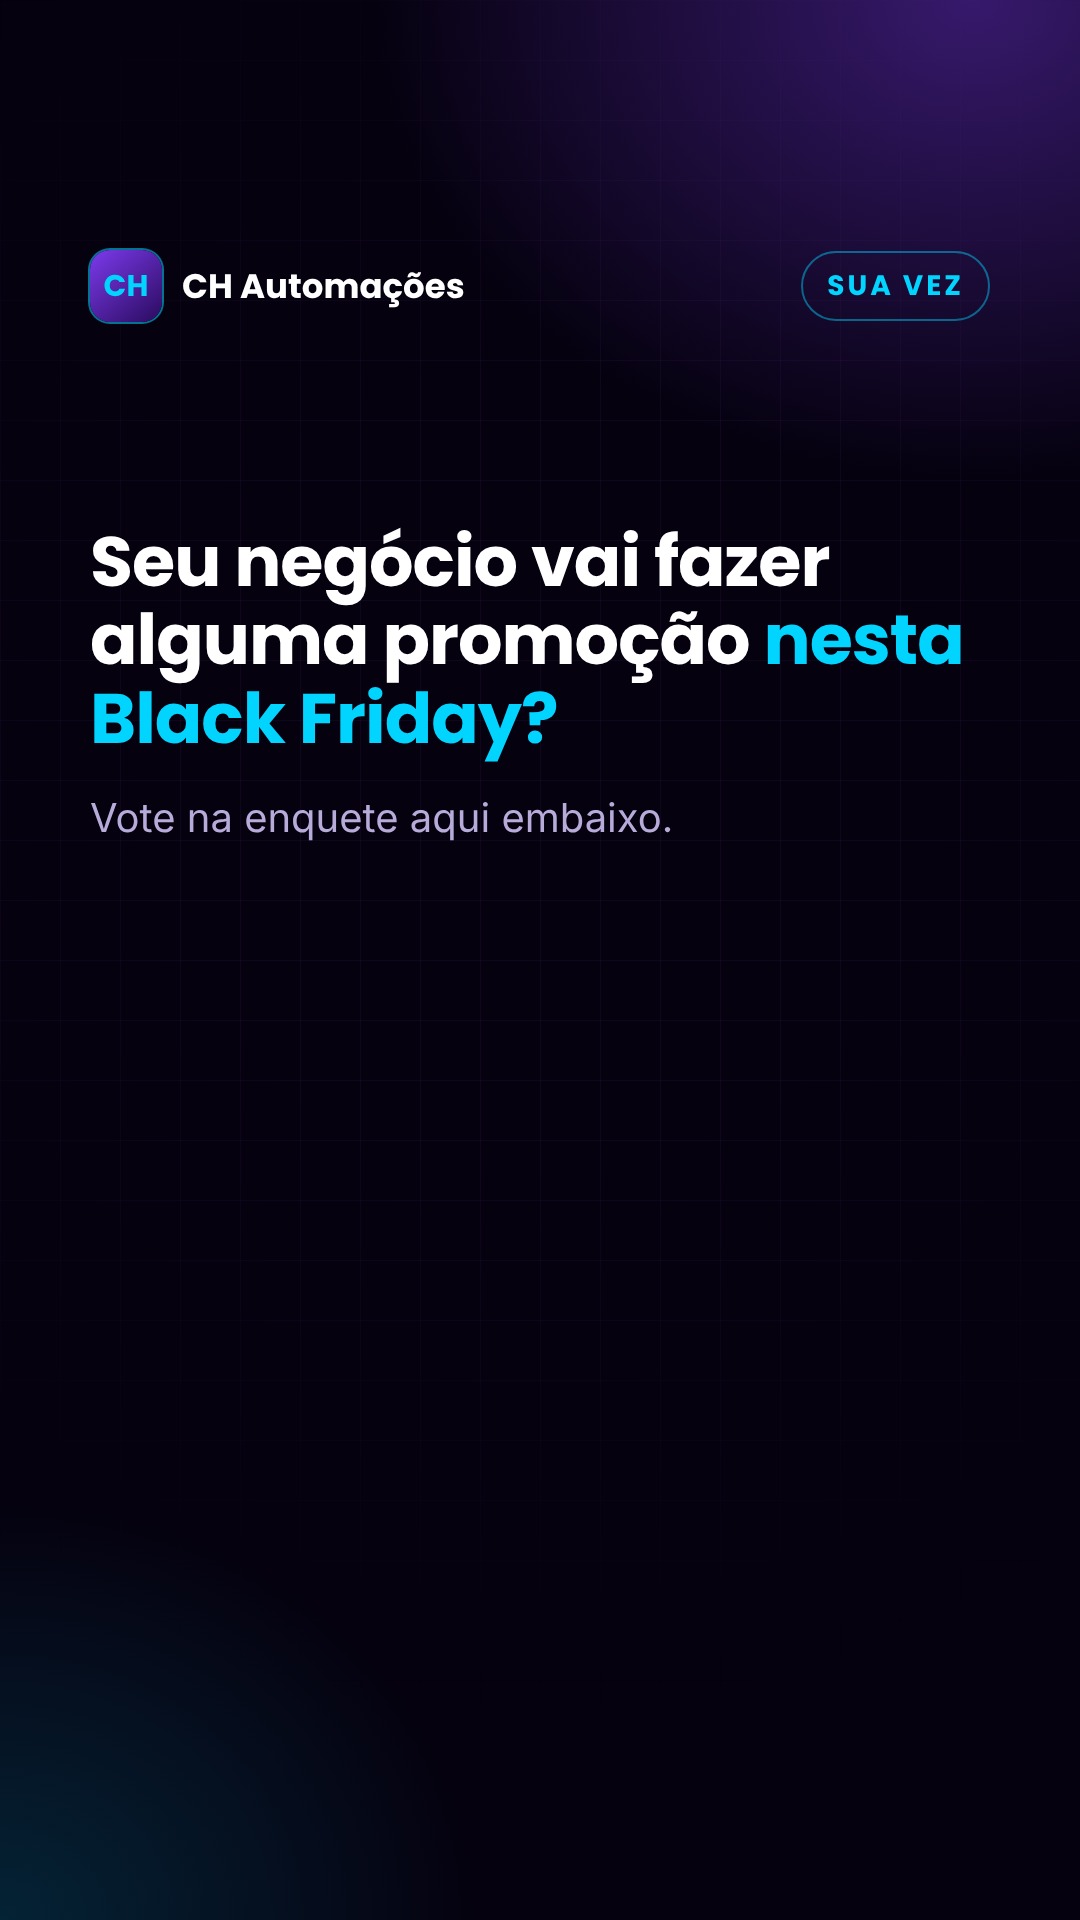 CH
CH Automações
SUA VEZ
Seu negócio vai fazer
alguma promoção nesta
Black Friday?
Vote na enquete aqui embaixo.